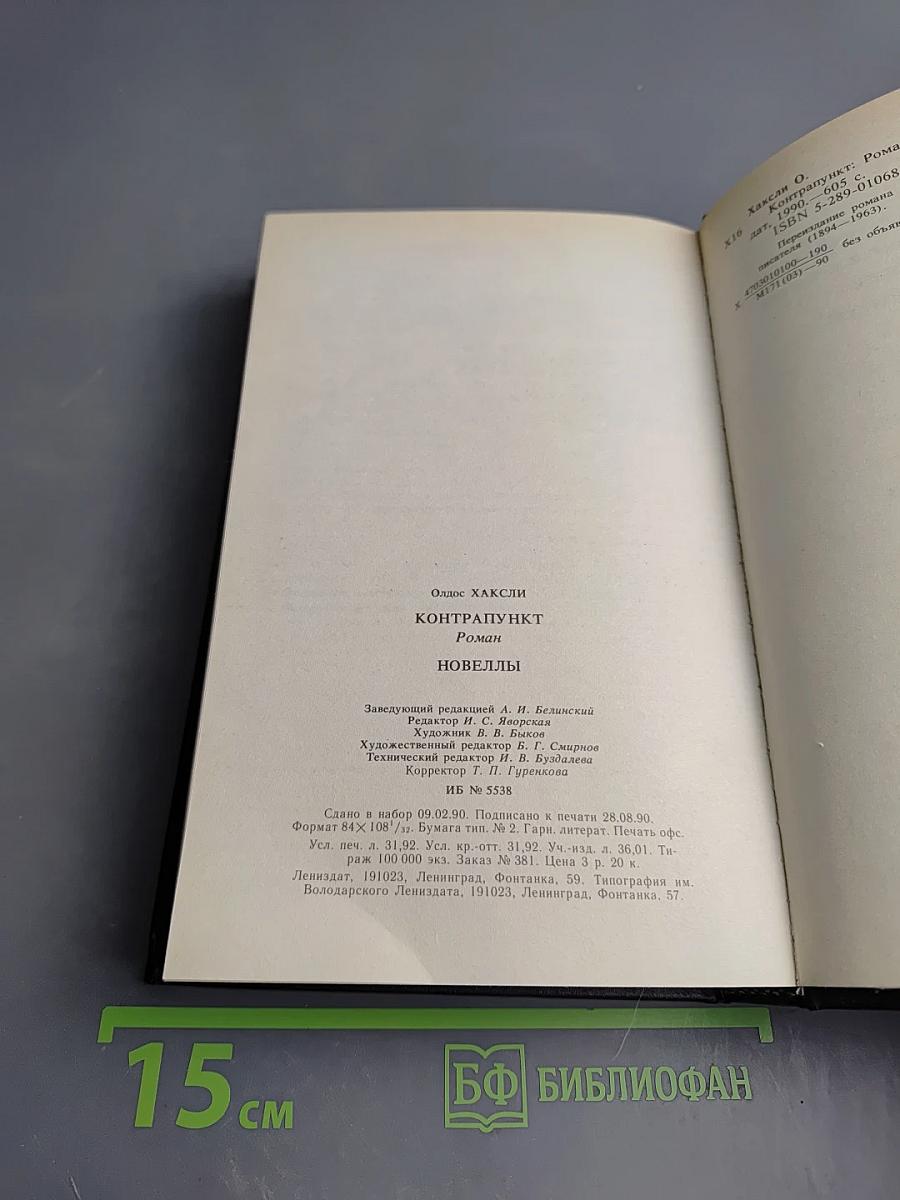 Олдос ХАКСЛИ
КОНТРАПУНКТ
Роман
НОВЕЛЛЫ
Заведующий редакцией А. И. Белинский
Редактор И. С. Яворская
Художник В. В. Быков
Художественный редактор Б. Г. Смирнов
Технический редактор И. В. Буздалева
Корректор Т. П. Гуренкова
ИБ № 5538
Сдано в набор 09.02.90. Подписано к печати 28.08.90.
Формат 84×108¹/₃₂. Бумага тип. № 2. Гарн. литерат. Печать офс.
Усл. печ. л. 31,92. Усл. кр.-отт. 31,92. Уч.-изд. л. 36,01. Ти-
раж 100 000 экз. Заказ № 381. Цена 3 р. 20 к.
Лениздат, 191023, Ленинград, Фонтанка, 59. Типография им.
Володарского Лениздата, 191023, Ленинград, Фонтанка, 57.
Хаксли О.
Х16 Контрапункт: Рома
дат, 1990.—605 с.
ISBN 5-289-01068
Переиздание романа
писателя (1894—1963).
Х 4703010100—190
М171(03)—90 без объяв
15 см
БФ БИБЛИОФАН